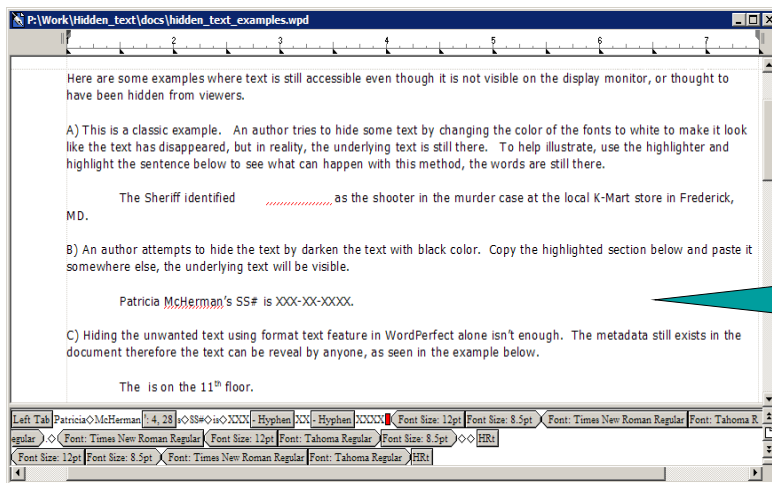 P:\Work\Hidden_text\docs\hidden_text_examples.wpd
1 2 3 4 5 6 7
Here are some examples where text is still accessible even though it is not visible on the display monitor, or thought to
have been hidden from viewers.
A) This is a classic example. An author tries to hide some text by changing the color of the fonts to white to make it look
like the text has disappeared, but in reality, the underlying text is still there. To help illustrate, use the highlighter and
highlight the sentence below to see what can happen with this method, the words are still there.
The Sheriff identified as the shooter in the murder case at the local K-Mart store in Frederick,
MD.
B) An author attempts to hide the text by darken the text with black color. Copy the highlighted section below and paste it
somewhere else, the underlying text will be visible.
Patricia McHerman's SS# is XXX-XX-XXXX.
C) Hiding the unwanted text using format text feature in WordPerfect alone isn't enough. The metadata still exists in the
document therefore the text can be reveal by anyone, as seen in the example below.
The is on the 11th floor.
Left Tab Patricia◇McHerman ': 4, 28 s◇SS#◇is◇XXX - Hyphen XX - Hyphen XXXX Font Size: 12pt Font Size: 8.5pt Font: Times New Roman Regular Font: Tahoma R
egular .◇ Font: Times New Roman Regular Font Size: 12pt Font: Tahoma Regular Font Size: 8.5pt ◇◇ HRt
Font Size: 12pt Font Size: 8.5pt Font: Times New Roman Regular Font: Tahoma Regular HRt